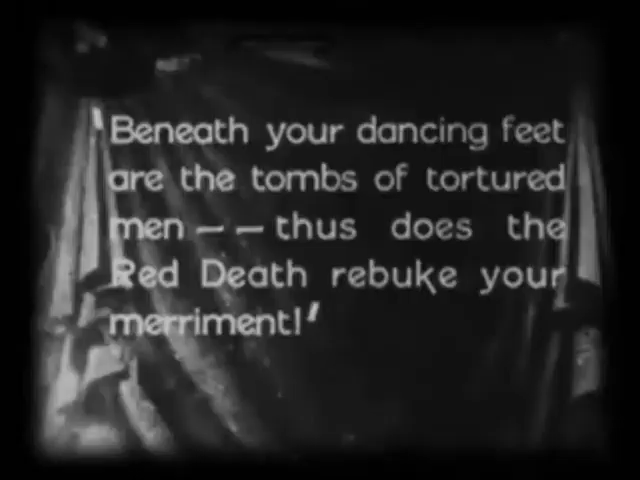 'Beneath your dancing feet
are the tombs of tortured
men — — thus does the
Red Death rebuke your
merriment!'